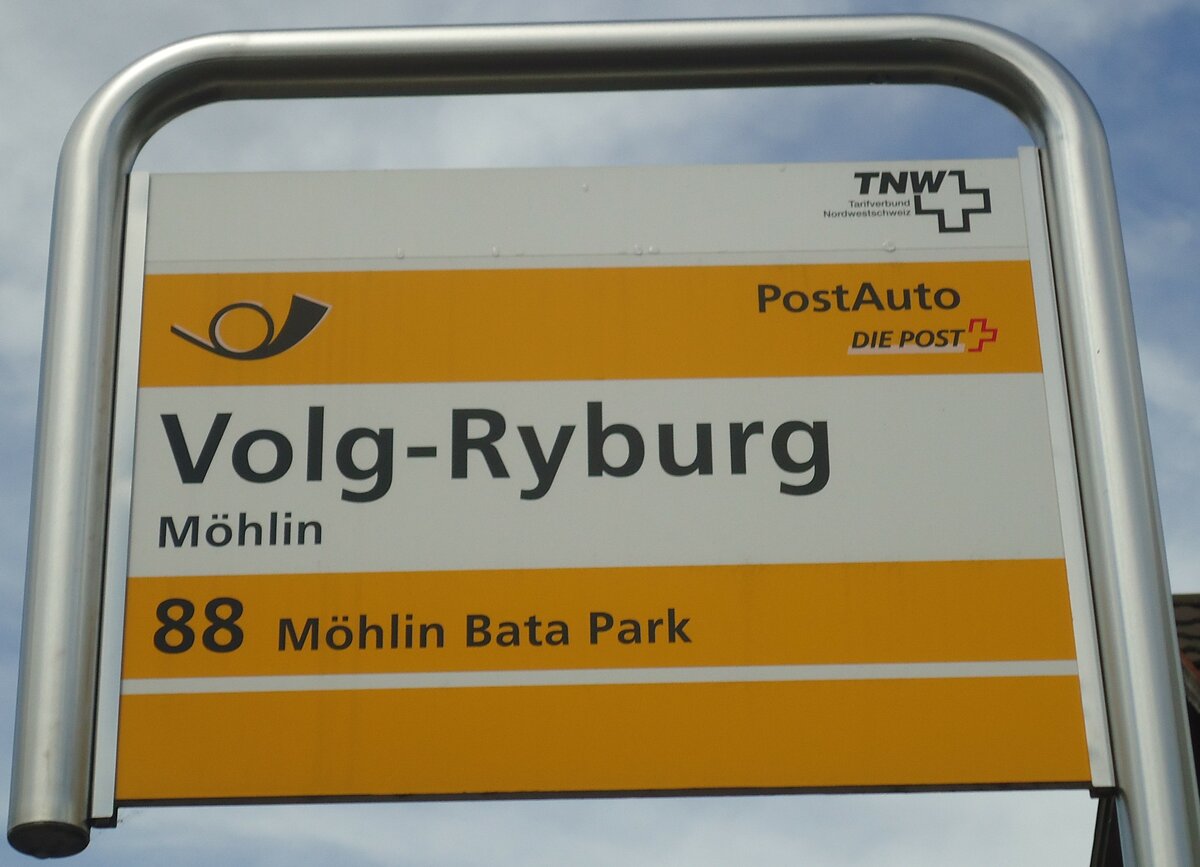 TNW
Tarifverbund
Nordwestschweiz
PostAuto
DIE POST
Volg-Ryburg
Möhlin
88 Möhlin Bata Park